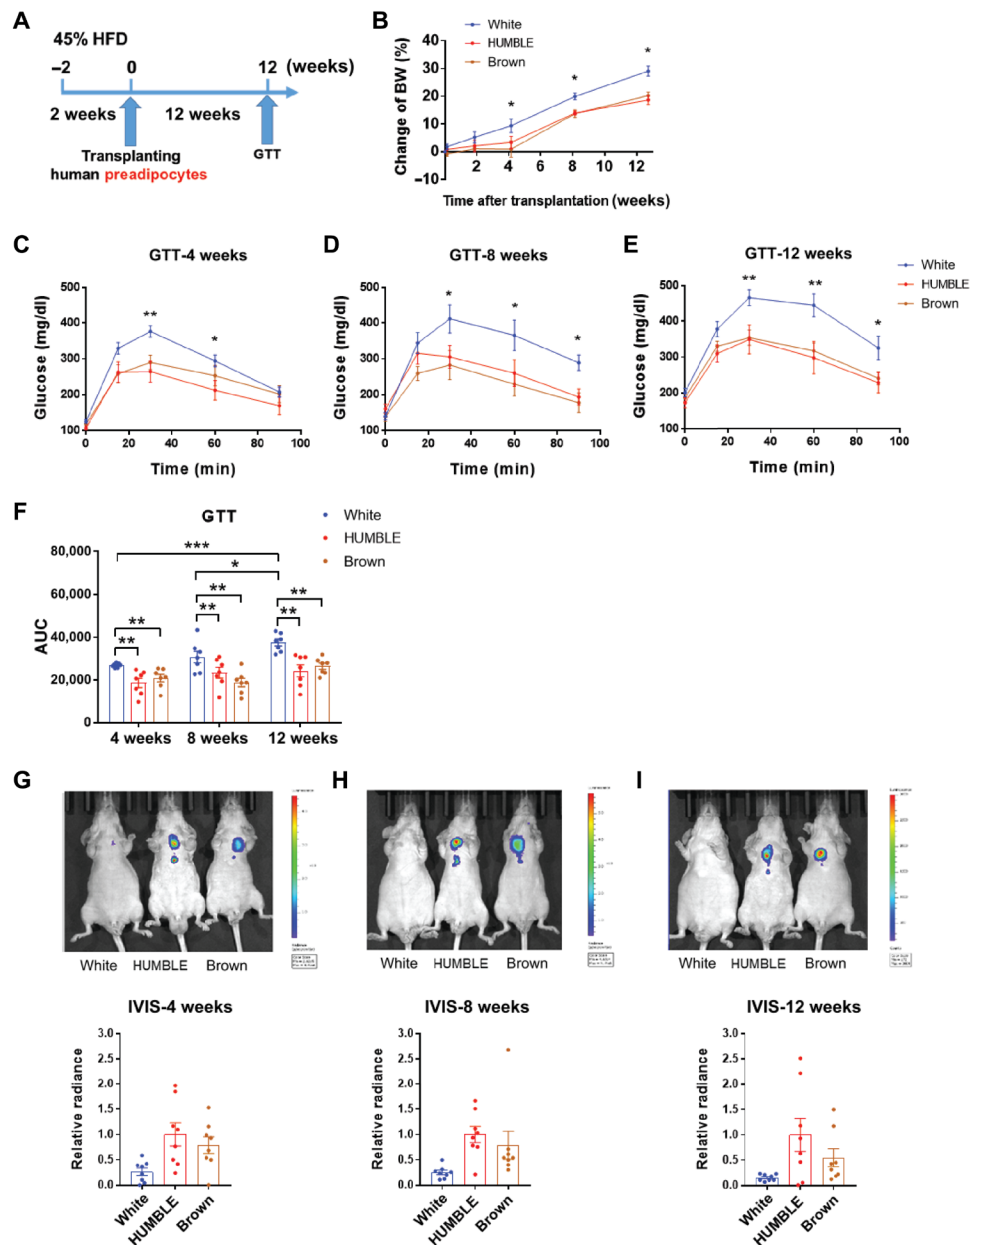 A
45% HFD
–2 0 12 (weeks)
2 weeks 12 weeks
Transplanting
human preadipocytes
GTT
B
White
HUMBLE
Brown
Change of BW (%)
40
30
20
10
0
–10
* * *
2 4 6 8 10 12
Time after transplantation (weeks)
C
GTT-4 weeks
Glucose (mg/dl)
500
400
300
200
100
** *
0 20 40 60 80 100
Time (min)
D
GTT-8 weeks
Glucose (mg/dl)
500
400
300
200
100
* * *
0 20 40 60 80 100
Time (min)
E
GTT-12 weeks
White
HUMBLE
Brown
Glucose (mg/dl)
500
400
300
200
100
** ** *
0 20 40 60 80 100
Time (min)
F
GTT
White
HUMBLE
Brown
AUC
80,000
60,000
40,000
20,000
0
***
*
** ** **
** ** **
4 weeks 8 weeks 12 weeks
G
White HUMBLE Brown
IVIS-4 weeks
Relative radiance
3.0
2.5
2.0
1.5
1.0
0.5
0.0
White
HUMBLE
Brown
H
White HUMBLE Brown
IVIS-8 weeks
Relative radiance
3.0
2.5
2.0
1.5
1.0
0.5
0.0
White
HUMBLE
Brown
I
White HUMBLE Brown
IVIS-12 weeks
Relative radiance
3.0
2.5
2.0
1.5
1.0
0.5
0.0
White
HUMBLE
Brown